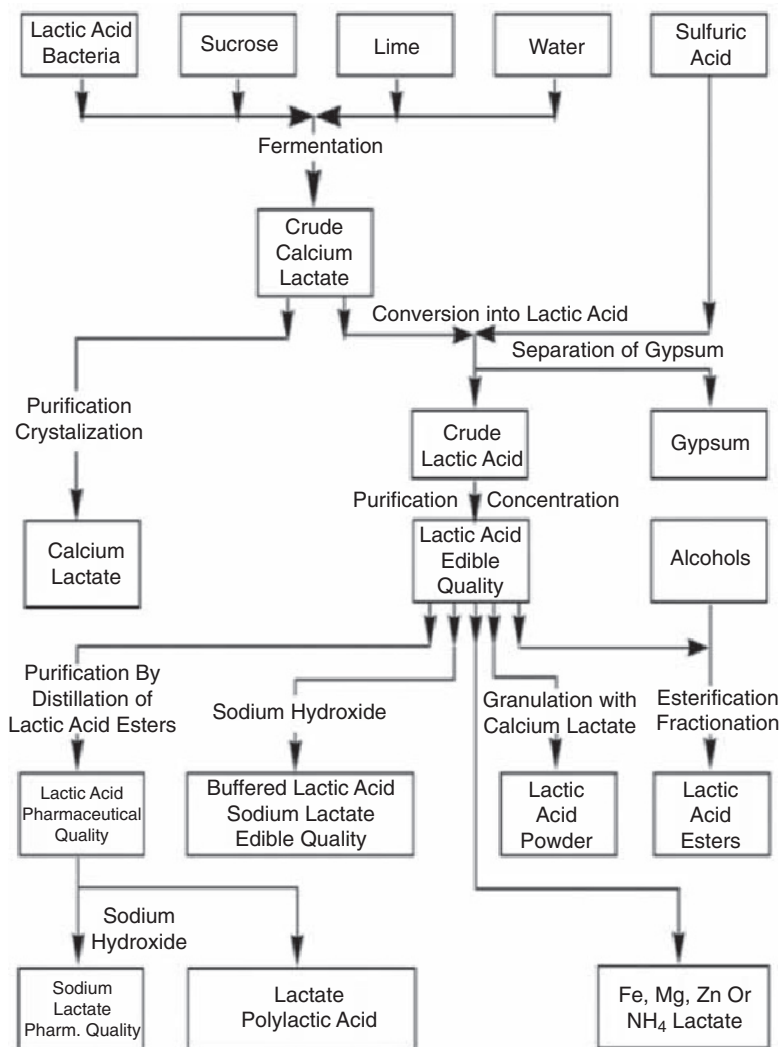 Lactic Acid
Bacteria
Sucrose
Lime
Water
Sulfuric
Acid
Fermentation
Crude
Calcium
Lactate
Conversion into Lactic Acid
Separation of Gypsum
Purification
Crystalization
Crude
Lactic Acid
Gypsum
Purification Concentration
Calcium
Lactate
Lactic Acid
Edible
Quality
Alcohols
Purification By
Distillation of
Lactic Acid Esters
Sodium Hydroxide
Granulation with
Calcium Lactate
Esterification
Fractionation
Lactic Acid
Pharmaceutical
Quality
Buffered Lactic Acid
Sodium Lactate
Edible Quality
Lactic
Acid
Powder
Lactic
Acid
Esters
Sodium
Hydroxide
Sodium
Lactate
Pharm. Quality
Lactate
Polylactic Acid
Fe, Mg, Zn Or
NH4 Lactate